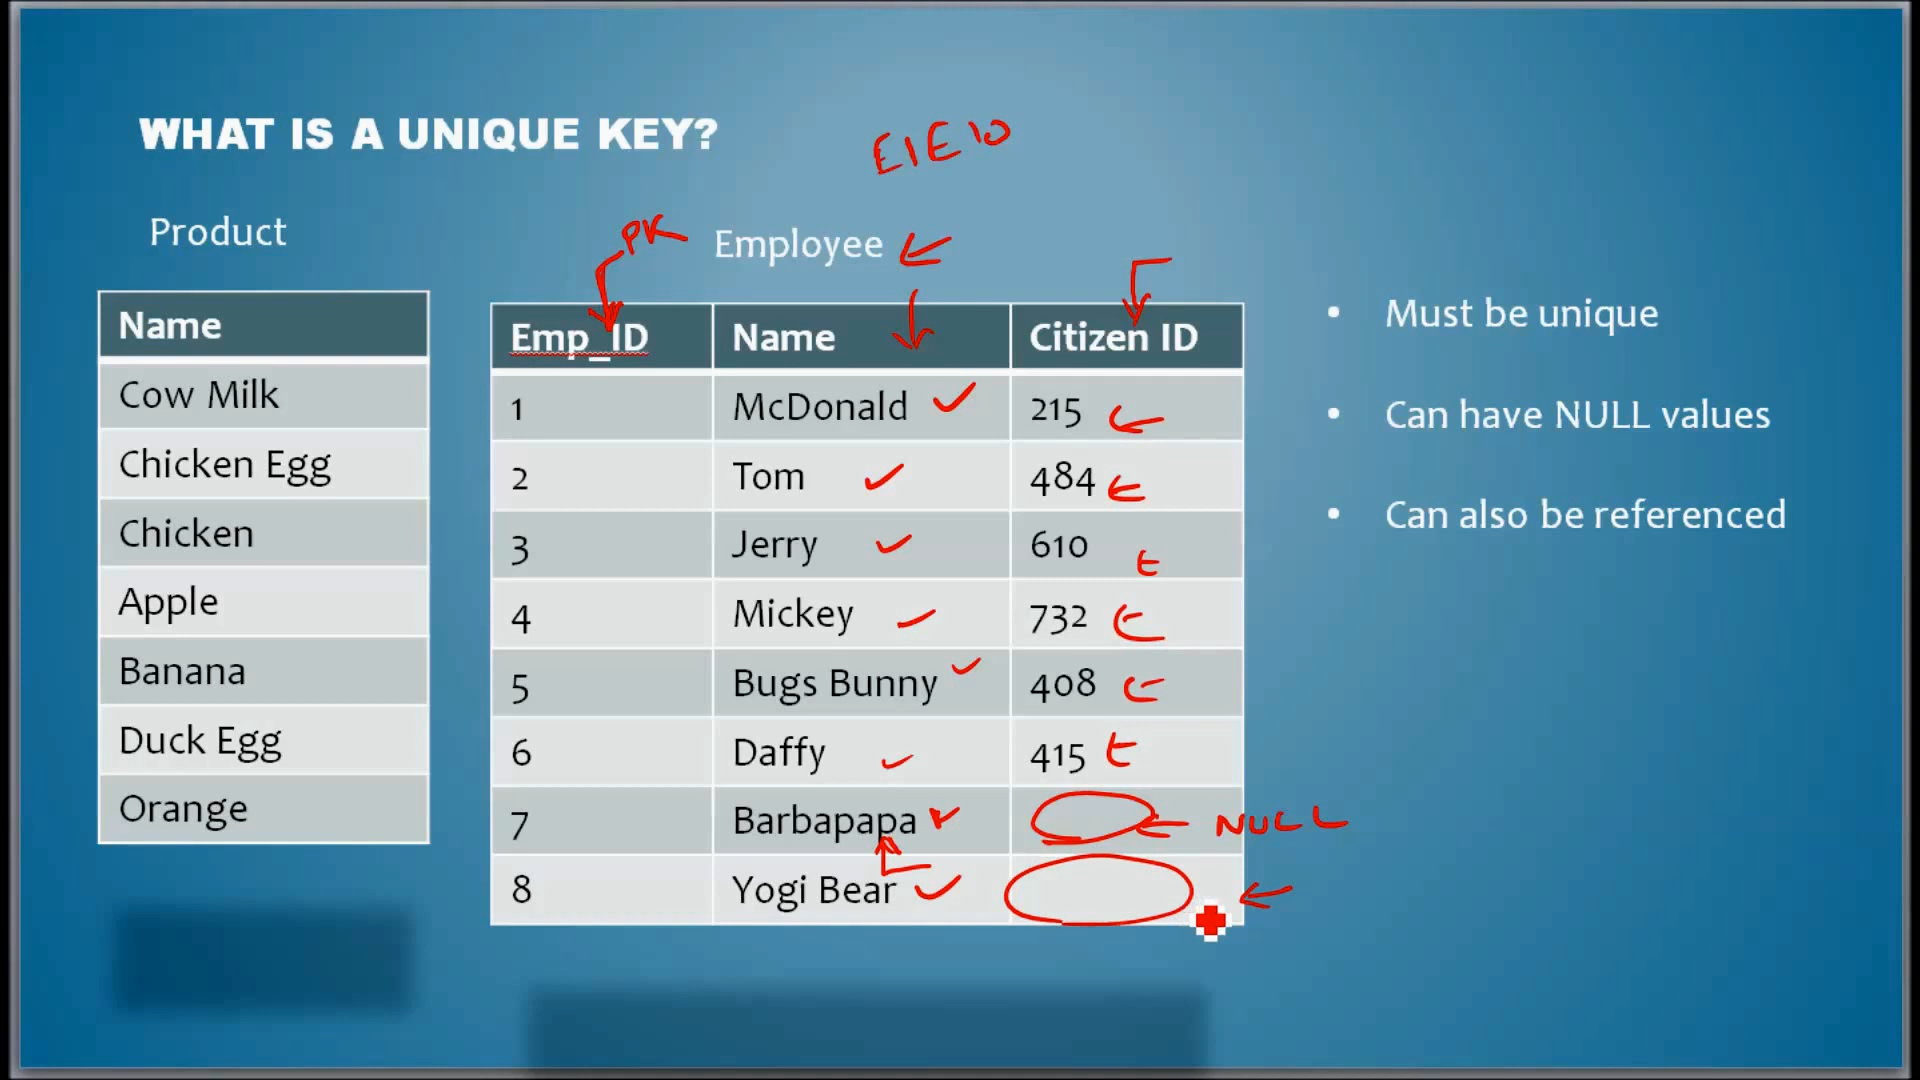 WHAT IS A UNIQUE KEY?
E1E10
Product
PK
Employee
Name
Cow Milk
Chicken Egg
Chicken
Apple
Banana
Duck Egg
Orange
Emp_ID Name Citizen ID
1 McDonald 215
2 Tom 484
3 Jerry 610
4 Mickey 732
5 Bugs Bunny 408
6 Daffy 415
7 Barbapapa NULL
8 Yogi Bear
• Must be unique
• Can have NULL values
• Can also be referenced